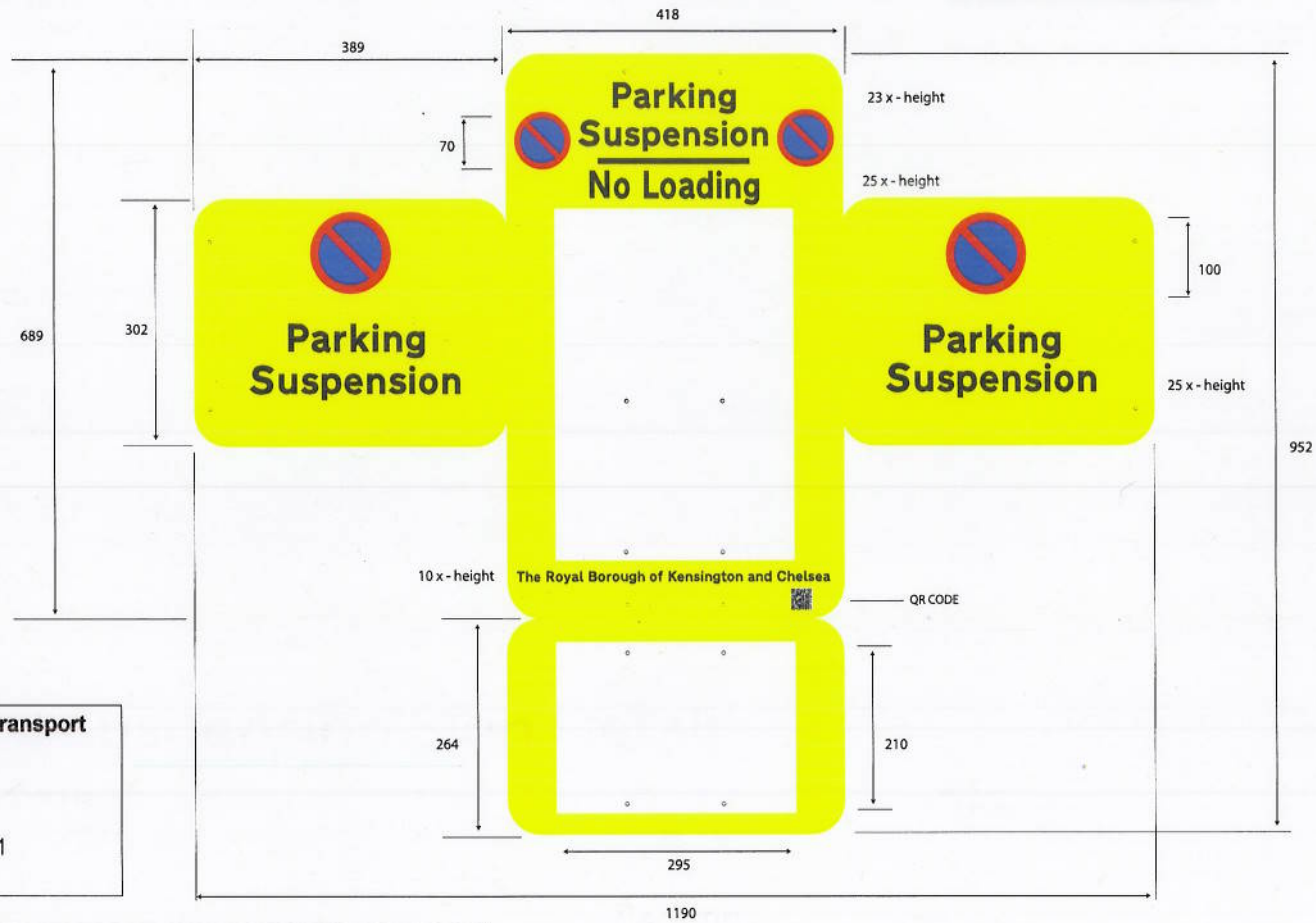 418
389
23 x - height
Parking
Suspension
No Loading
70
25 x - height
100
689
302
Parking
Suspension
Parking
Suspension
25 x - height
952
10 x - height
The Royal Borough of Kensington and Chelsea
QR CODE
ransport
264
210
1
295
1190